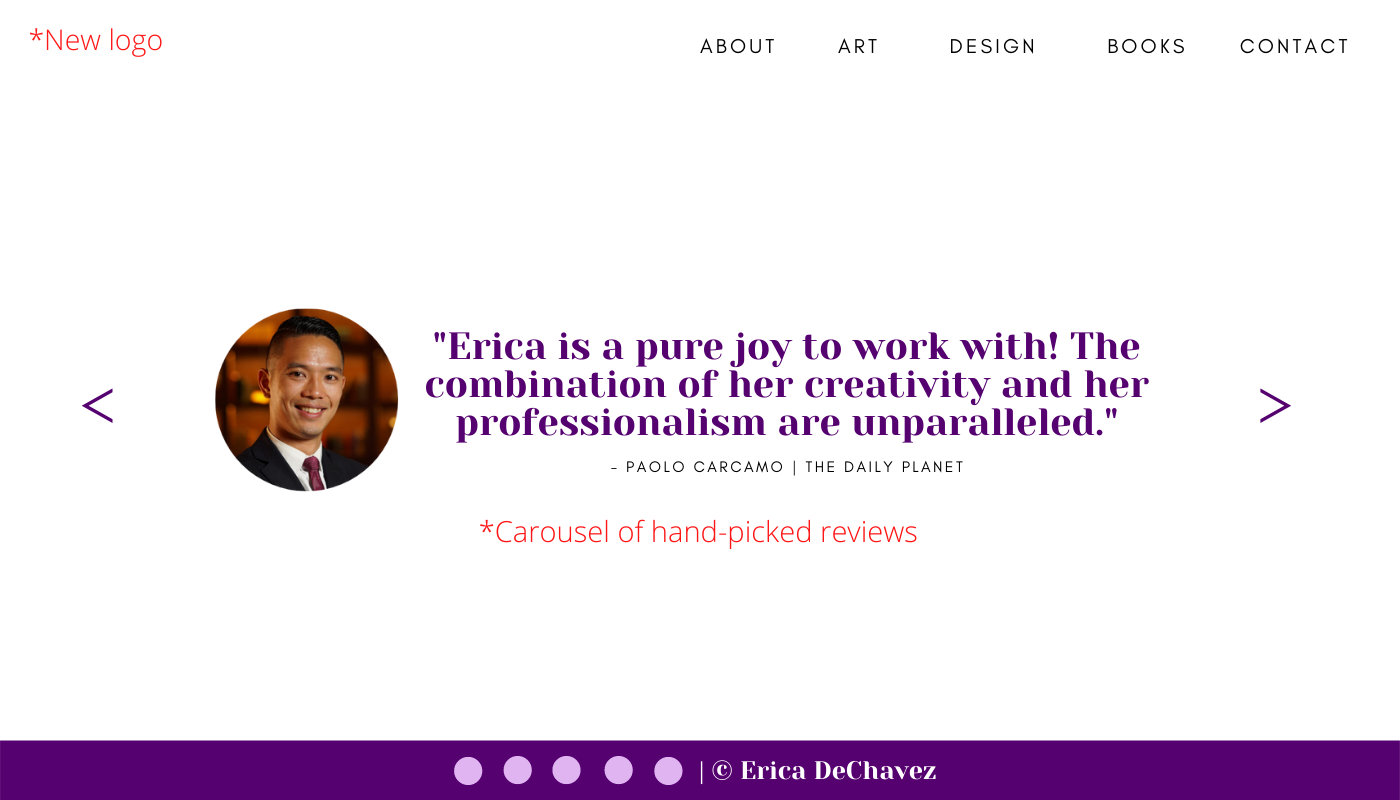 *New logo
ABOUT ART DESIGN BOOKS CONTACT
"Erica is a pure joy to work with! The
combination of her creativity and her
professionalism are unparalleled."
- PAOLO CARCAMO | THE DAILY PLANET
< >
*Carousel of hand-picked reviews
| © Erica DeChavez